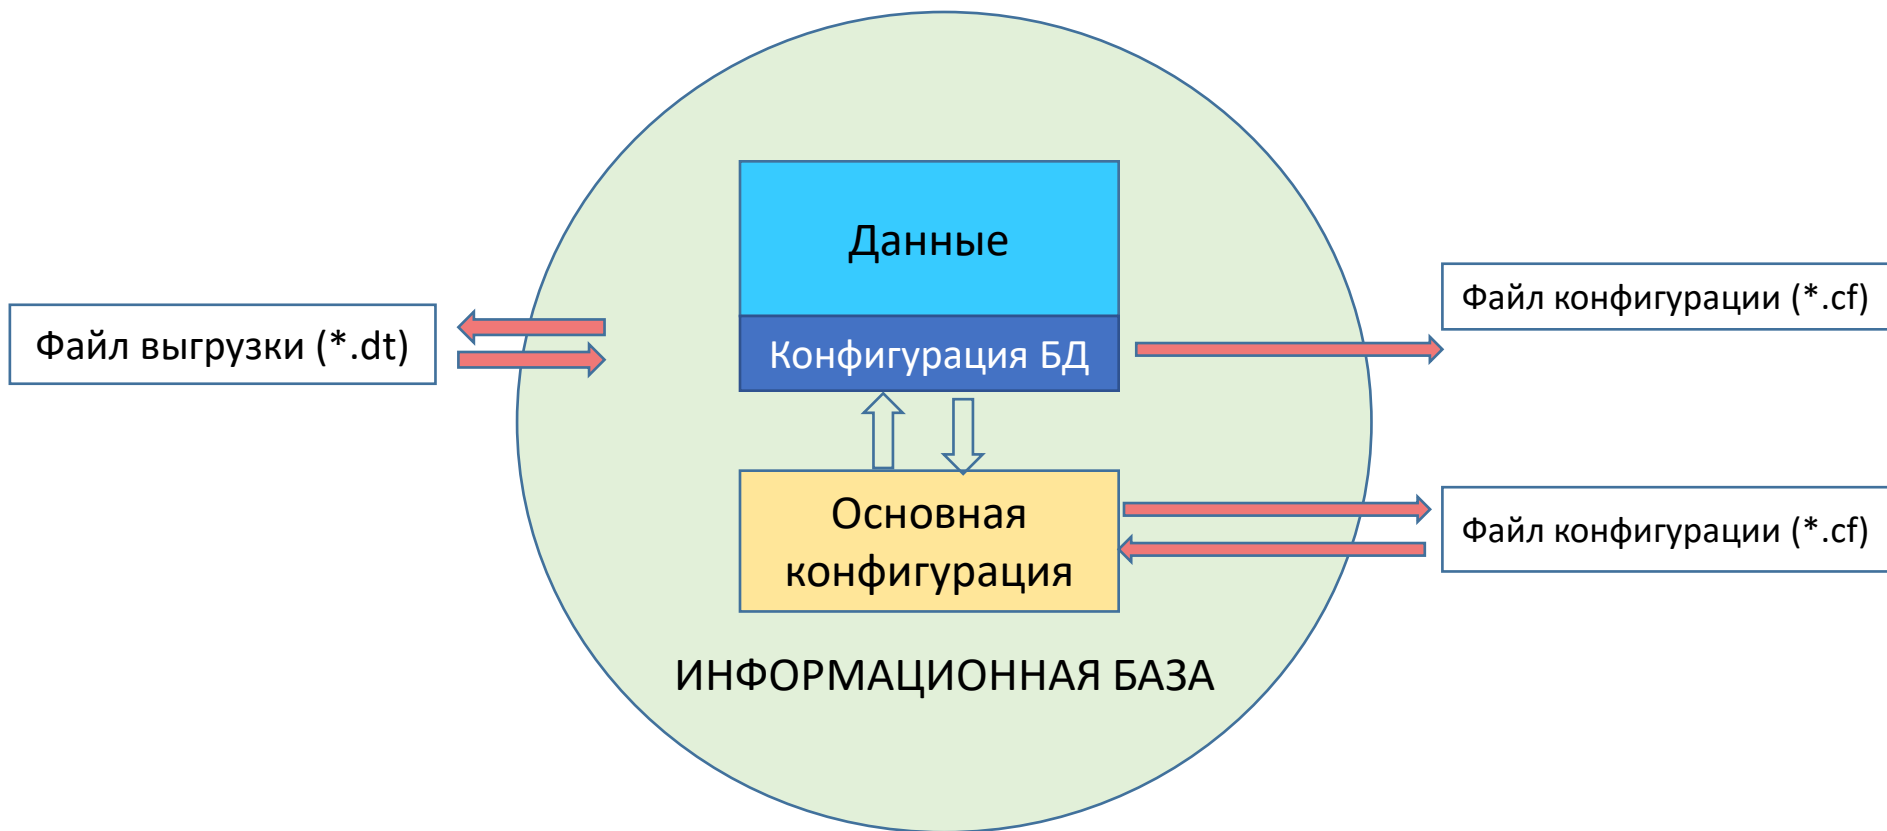 Данные
Файл конфигурации (*.cf)
Файл выгрузки (*.dt)
Конфигурация БД
Основная
конфигурация
Файл конфигурации (*.cf)
ИНФОРМАЦИОННАЯ БАЗА